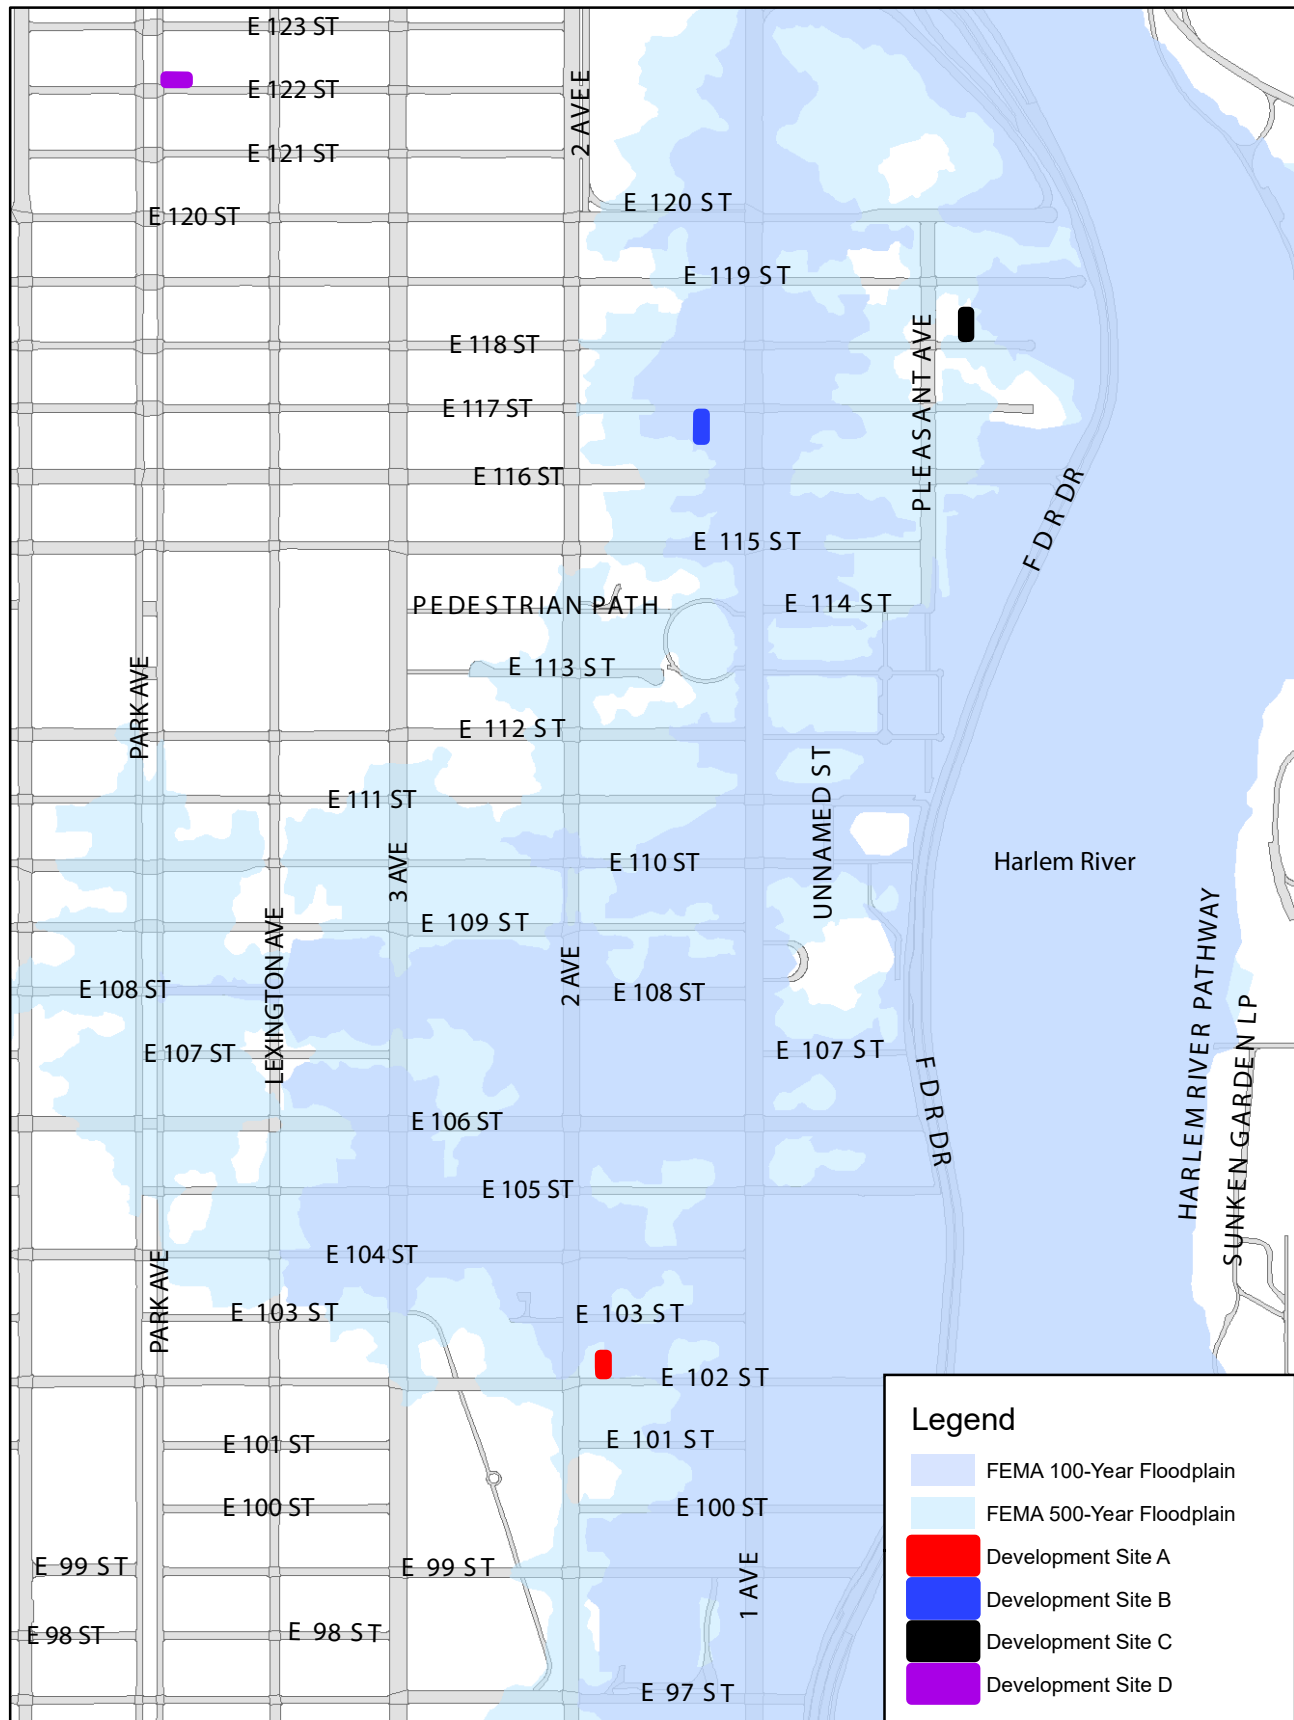 E 123 ST
E 122 ST
2 AVE E
E 121 ST
E 120 ST
E 120 ST
E 119 ST
E 118 ST
PLEASANT AVE
E 117 ST
E 116 ST
F D R DR
E 115 ST
PEDESTRIAN PATH
E 114 ST
E 113 ST
PARK AVE
E 112 ST
UNNAMED ST
E 111 ST
3 AVE
E 110 ST
Harlem River
E 109 ST
LEXINGTON AVE
2 AVE
HARLEM RIVER PATHWAY
E 108 ST
E 108 ST
E 107 ST
E 107 ST
SUNKEN GARDEN LP
F D R DR
E 106 ST
E 105 ST
E 104 ST
PARK AVE
E 103 ST
E 103 ST
E 102 ST
E 101 ST
E 101 ST
E 100 ST
E 100 ST
E 99 ST
E 99 ST
1 AVE
E 98 ST
E 98 ST
E 97 ST
Legend
FEMA 100-Year Floodplain
FEMA 500-Year Floodplain
Development Site A
Development Site B
Development Site C
Development Site D